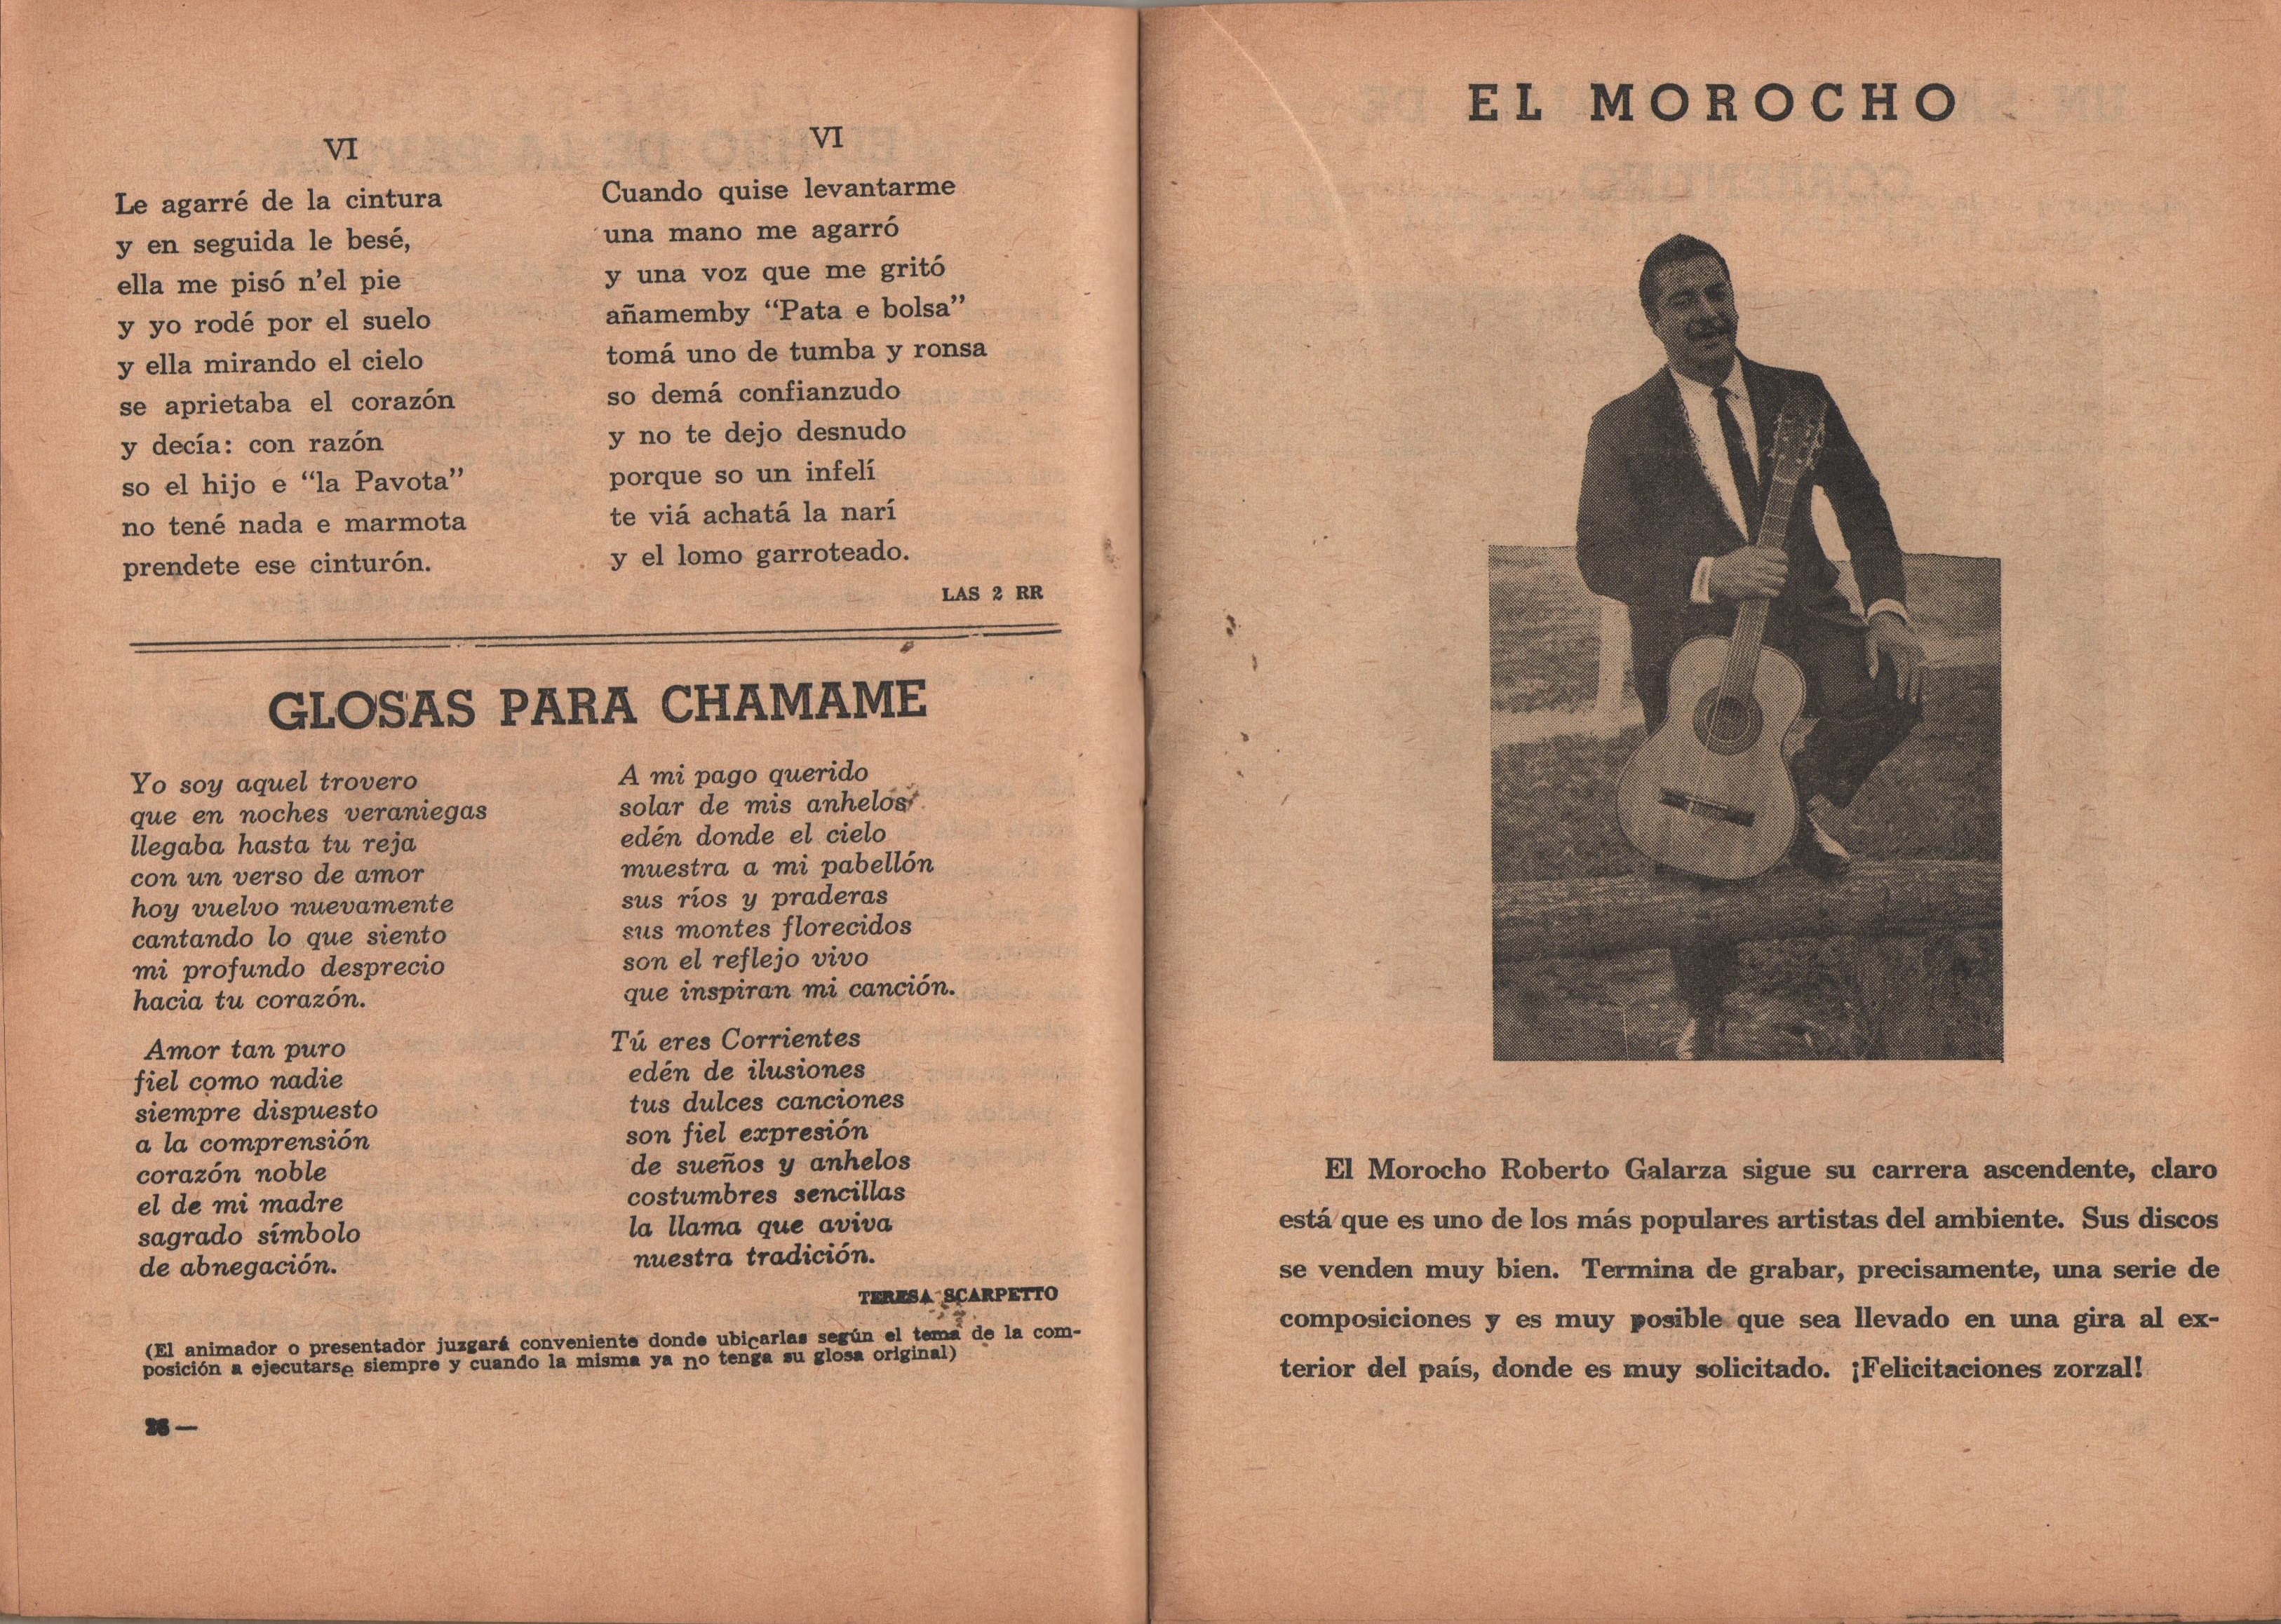 VI
Le agarré de la cintura
y en seguida le besé,
ella me pisó n'el pie
y yo rodé por el suelo
y ella mirando el cielo
se aprietaba el corazón
y decía: con razón
so el hijo e “la Pavota”
no tené nada e marmota
prendete ese cinturón.
VI
Cuando quise levantarme
una mano me agarró
y una voz que me gritó
añamemby “Pata e bolsa”
tomá uno de tumba y ronsa
so demá confianzudo
y no te dejo desnudo
porque so un infelí
te viá achatá la narí
y el lomo garroteado.
LAS 2 RR
GLOSAS PARA CHAMAME
Yo soy aquel trovero
que en noches veraniegas
llegaba hasta tu reja
con un verso de amor
hoy vuelvo nuevamente
cantando lo que siento
mi profundo desprecio
hacia tu corazón.
Amor tan puro
fiel como nadie
siempre dispuesto
a la comprensión
corazón noble
el de mi madre
sagrado símbolo
de abnegación.
A mi pago querido
solar de mis anhelos
edén donde el cielo
muestra a mi pabellón
sus ríos y praderas
sus montes florecidos
son el reflejo vivo
que inspiran mi canción.
Tú eres Corrientes
edén de ilusiones
tus dulces canciones
son fiel expresión
de sueños y anhelos
costumbres sencillas
la llama que aviva
nuestra tradición.
TERESA SCARPETTO
(El animador o presentador juzgará conveniente donde ubicarlas según el tema de la com-
posición a ejecutarse siempre y cuando la misma ya no tenga su glosa original)
26 —
EL MOROCHO
El Morocho Roberto Galarza sigue su carrera ascendente, claro
está que es uno de los más populares artistas del ambiente. Sus discos
se venden muy bien. Termina de grabar, precisamente, una serie de
composiciones y es muy posible que sea llevado en una gira al ex-
terior del país, donde es muy solicitado. ¡Felicitaciones zorzal!